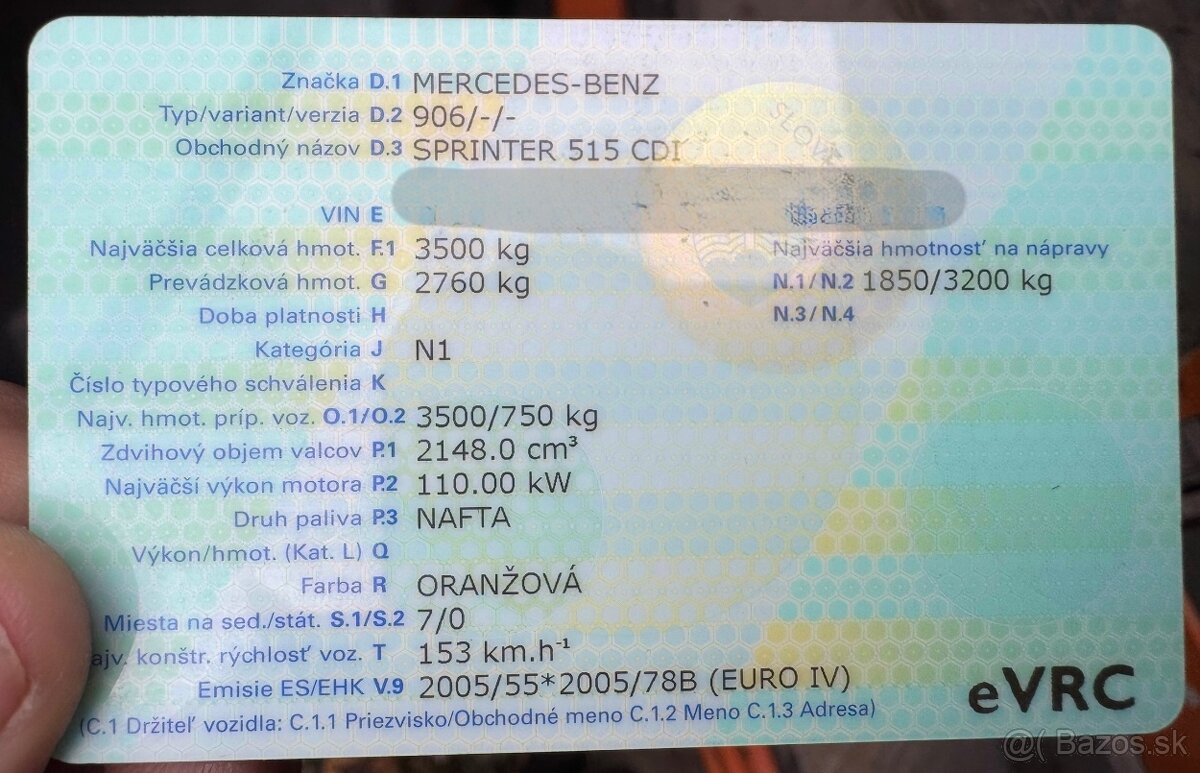 Značka D.1 MERCEDES-BENZ
Typ/variant/verzia D.2 906/-/-
Obchodný názov D.3 SPRINTER 515 CDI
SLOV
VIN E
Najväčšia celková hmot. F.1 3500 kg Najväčšia hmotnosť na nápravy
Prevádzková hmot. G 2760 kg N.1/N.2 1850/3200 kg
Doba platnosti H N.3/N.4
Kategória J N1
Číslo typového schválenia K
Najv. hmot. príp. voz. O.1/O.2 3500/750 kg
Zdvihový objem valcov P.1 2148.0 cm³
Najväčší výkon motora P.2 110.00 kW
Druh paliva P.3 NAFTA
Výkon/hmot. (Kat. L) Q
Farba R ORANŽOVÁ
Miesta na sed./stát. S.1/S.2 7/0
ajv. konštr. rýchlosť voz. T 153 km.h⁻¹
Emisie ES/EHK V.9 2005/55*2005/78B (EURO IV)
eVRC
(C.1 Držiteľ vozidla: C.1.1 Priezvisko/Obchodné meno C.1.2 Meno C.1.3 Adresa)
@( Bazos.sk